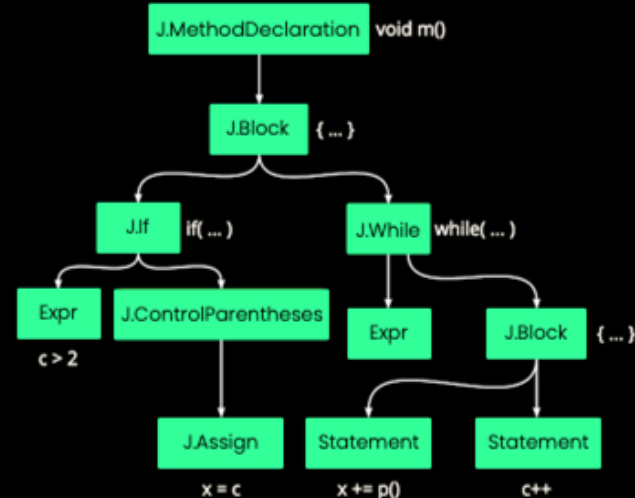 J.MethodDeclaration void m()
J.Block { ... }
J.If if( ... ) J.While while( ... )
Expr J.ControlParentheses Expr J.Block { ... }
c > 2
J.Assign Statement Statement
x = c x += p() c++